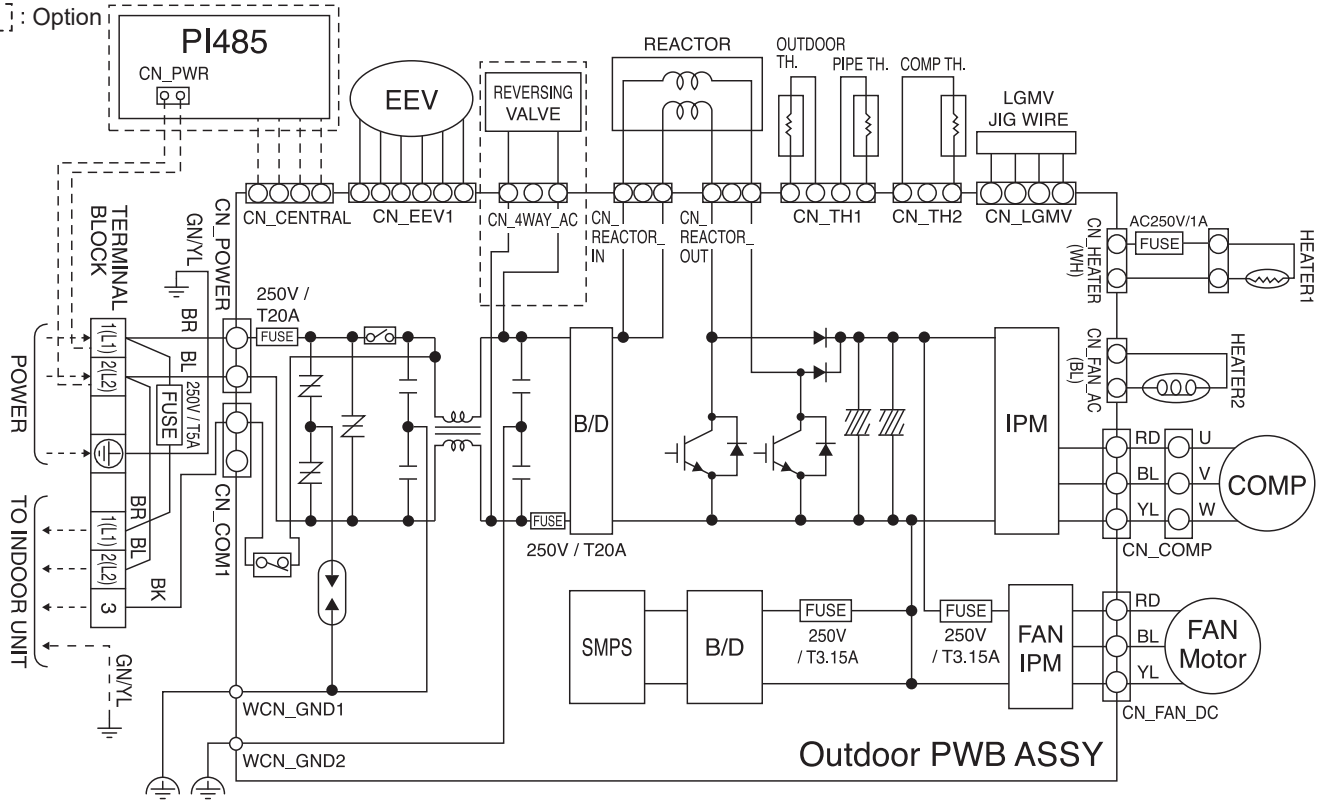 : Option
PI485
CN_PWR
EEV
REVERSING
VALVE
REACTOR
OUTDOOR
TH.
PIPE TH.
COMP TH.
LGMV
JIG WIRE
CN_CENTRAL
CN_EEV1
CN_4WAY_AC
CN_
REACTOR_
IN
CN_
REACTOR_
OUT
CN_TH1
CN_TH2
CN_LGMV
TERMINAL
BLOCK
GN/YL
CN_POWER
250V /
T20A
FUSE
BR
BL
1(L1)
2(L2)
POWER
250V / T5A
FUSE
CN_COM1
BR
BL
1(L1)
2(L2)
3
BK
TO INDOOR UNIT
GN/YL
WCN_GND1
WCN_GND2
B/D
FUSE
250V / T20A
IPM
AC250V/1A
FUSE
CN_HEATER
(WH)
HEATER1
CN_FAN_AC
(BL)
HEATER2
RD
U
BL
V
YL
W
COMP
CN_COMP
SMPS
B/D
FUSE
250V
/ T3.15A
FUSE
250V
/ T3.15A
FAN
IPM
RD
BL
YL
FAN
Motor
CN_FAN_DC
Outdoor PWB ASSY